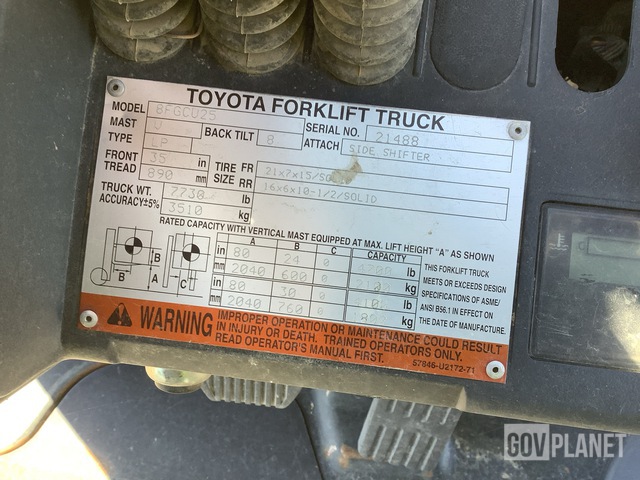 TOYOTA FORKLIFT TRUCK
MODEL 8FGCU25 SERIAL NO. 21488
MAST V BACK TILT 8 ATTACH SIDE SHIFTER
TYPE LP
FRONT TREAD 35 in 890 mm
TIRE SIZE FR 21x7x15/SOLID
RR 16x6x10-1/2/SOLID
TRUCK WT. 7730 lb
ACCURACY±5% 3510 kg
RATED CAPACITY WITH VERTICAL MAST EQUIPPED AT MAX. LIFT HEIGHT "A" AS SHOWN
A B C CAPACITY
in 80 24 0 lb
mm 2040 600 0 kg
in 80 30 0 lb
mm 2040 760 0 kg
B A B C
THIS FORKLIFT TRUCK
MEETS OR EXCEEDS DESIGN
SPECIFICATIONS OF ASME/
ANSI B56.1 IN EFFECT ON
THE DATE OF MANUFACTURE.
WARNING
IMPROPER OPERATION OR MAINTENANCE COULD RESULT
IN INJURY OR DEATH. TRAINED OPERATORS ONLY.
READ OPERATOR'S MANUAL FIRST.
57846-U2172-71
GOVPLANET